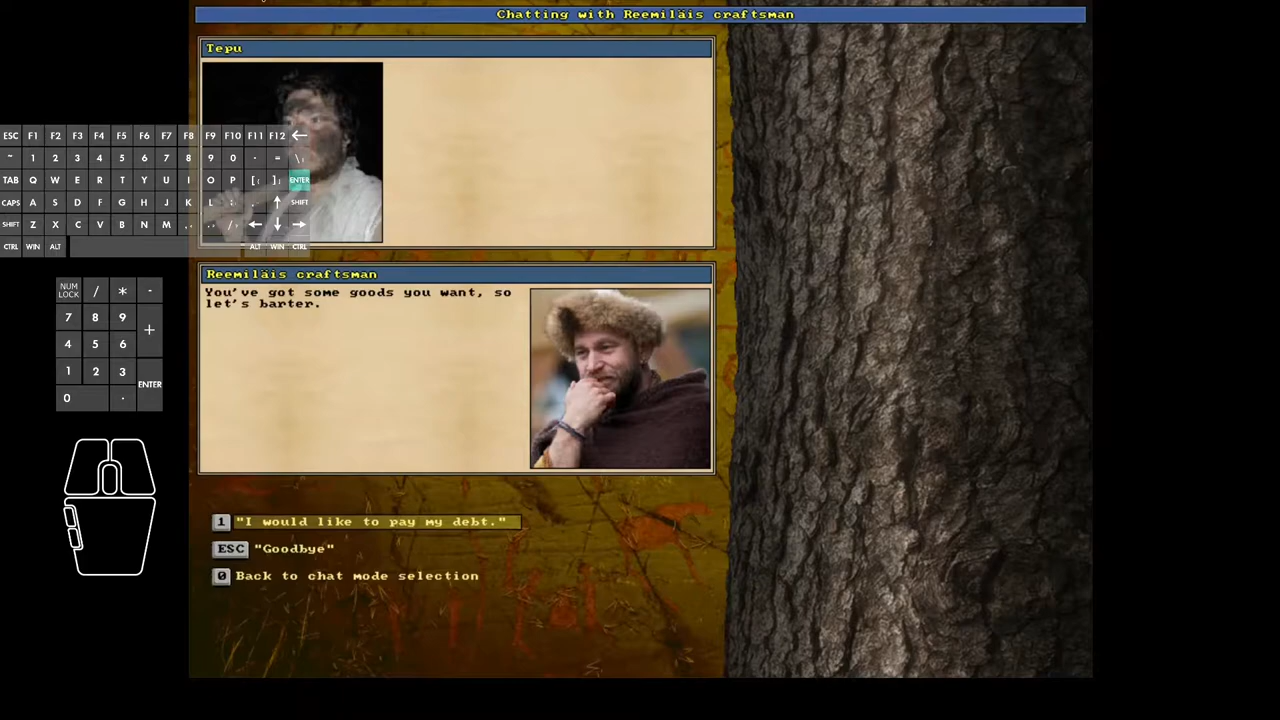 Chatting with Reemiläis craftsman
Tepu
ESC F1 F2 F3 F4 F5 F6 F7 F8 F9 F10 F11 F12 ←
~ 1 2 3 4 5 6 7 8 9 0 - = \
TAB Q W E R T Y U I O P [{ ]} ENTER
CAPS A S D F G H J K L ; ↑ SHIFT
SHIFT Z X C V B N M / ← ↓ →
CTRL WIN ALT ALT WIN CTRL
Reemiläis craftsman
You've got some goods you want, so
let's barter.
NUM
LOCK / * -
7 8 9 +
4 5 6
1 2 3 ENTER
0 .
1 "I would like to pay my debt."
ESC "Goodbye"
0 Back to chat mode selection